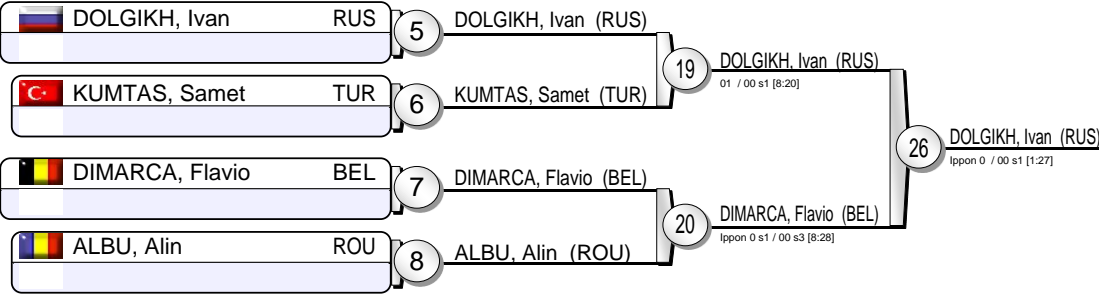 DOLGIKH, Ivan RUS
5
DOLGIKH, Ivan (RUS)
KUMTAS, Samet TUR
6
KUMTAS, Samet (TUR)
19
DOLGIKH, Ivan (RUS)
01 / 00 s1 [8:20]
DIMARCA, Flavio BEL
7
DIMARCA, Flavio (BEL)
ALBU, Alin ROU
8
ALBU, Alin (ROU)
20
DIMARCA, Flavio (BEL)
Ippon 0 s1 / 00 s3 [8:28]
26
DOLGIKH, Ivan (RUS)
Ippon 0 / 00 s1 [1:27]